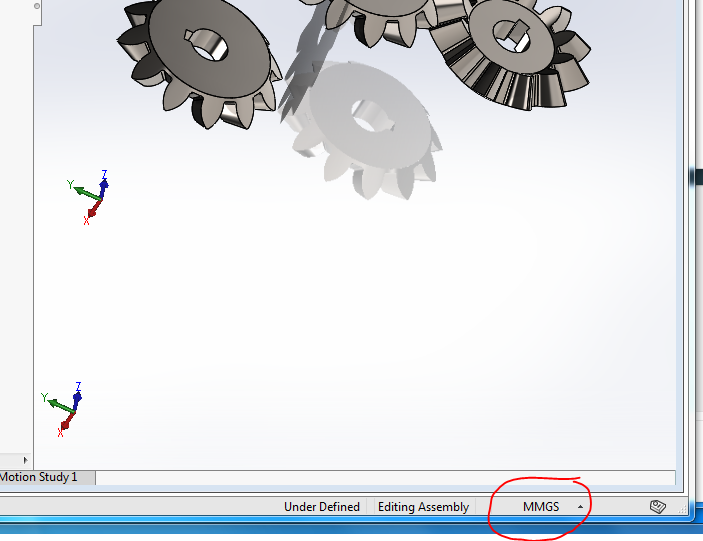 Z
Y
X
Z
Y
X
Motion Study 1
Under Defined Editing Assembly MMGS